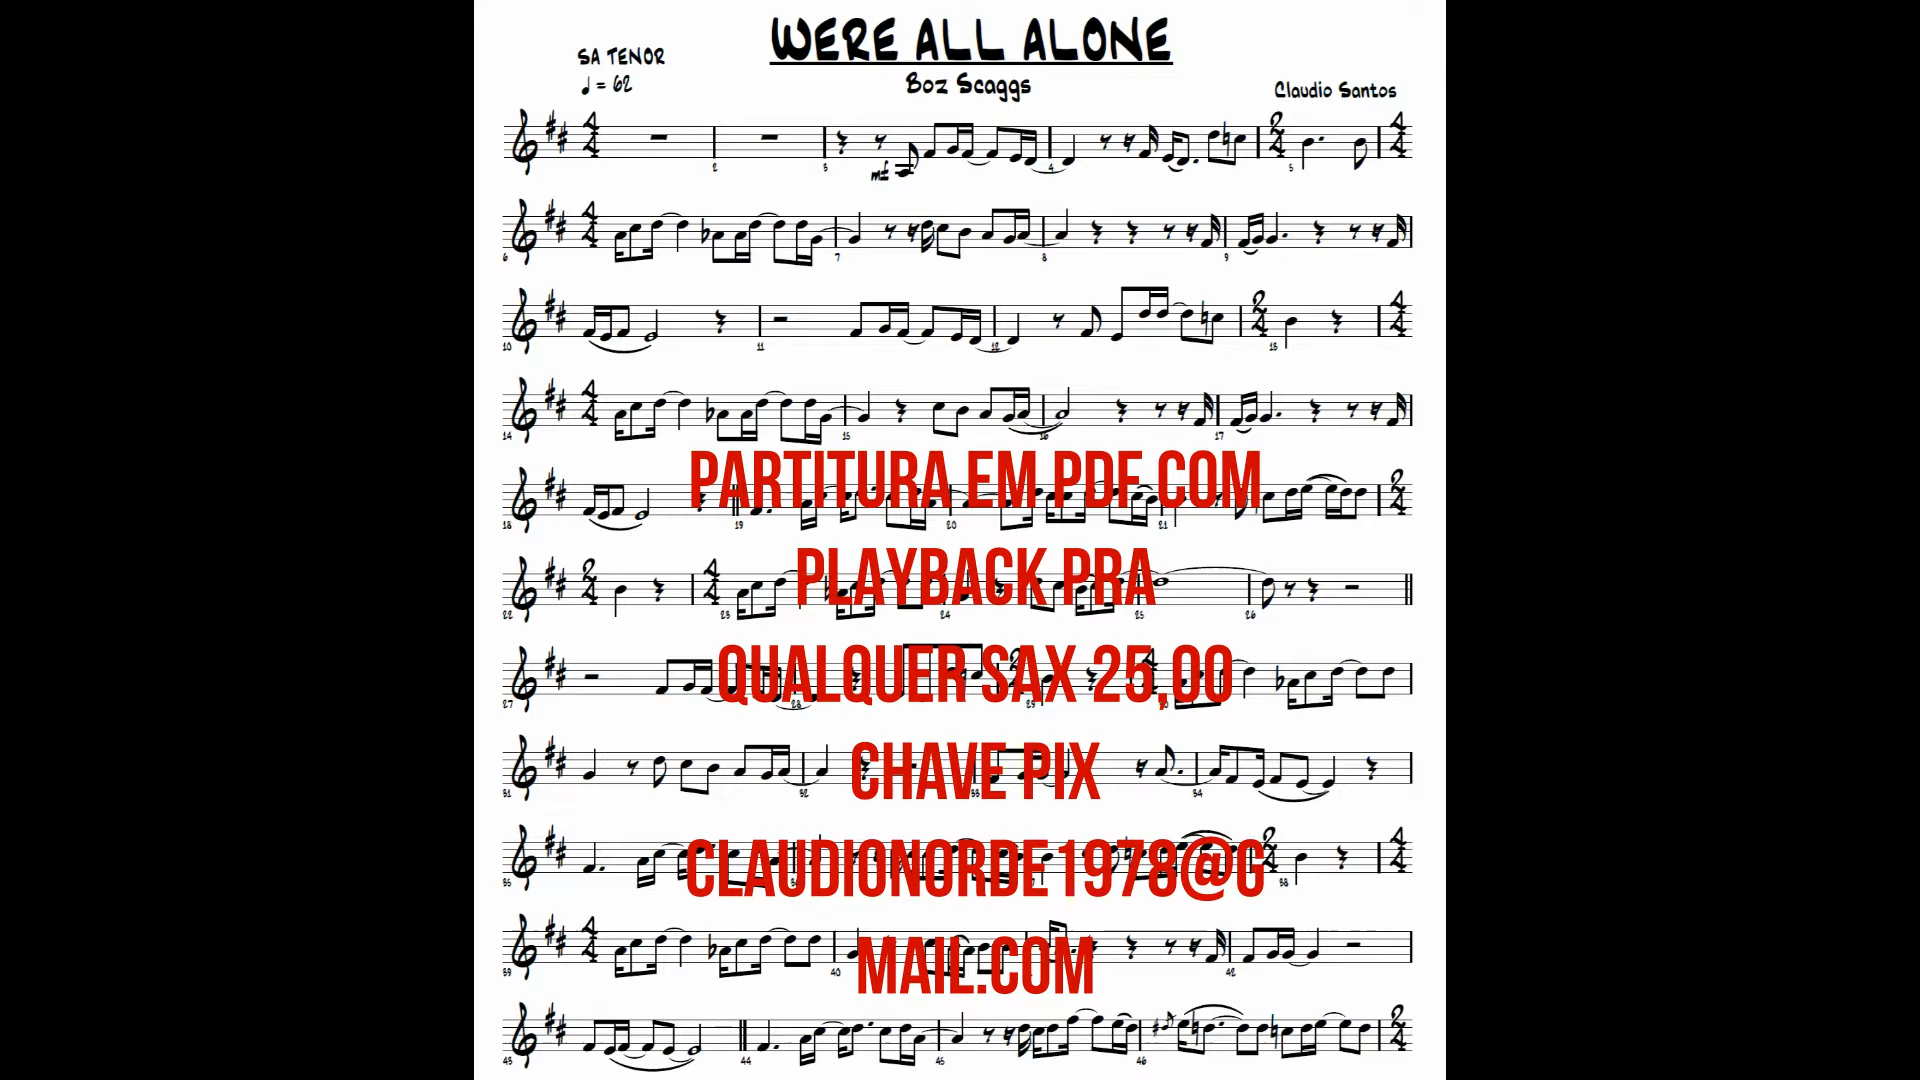 WERE ALL ALONE
SA TENOR
♩ = 62
Boz Scaggs
Claudio Santos
mf
PARTITURA EM PDF COM
PLAYBACK PRA
QUALQUER SAX 25,00
CHAVE PIX
CLAUDIONORDE1978@G
MAIL.COM